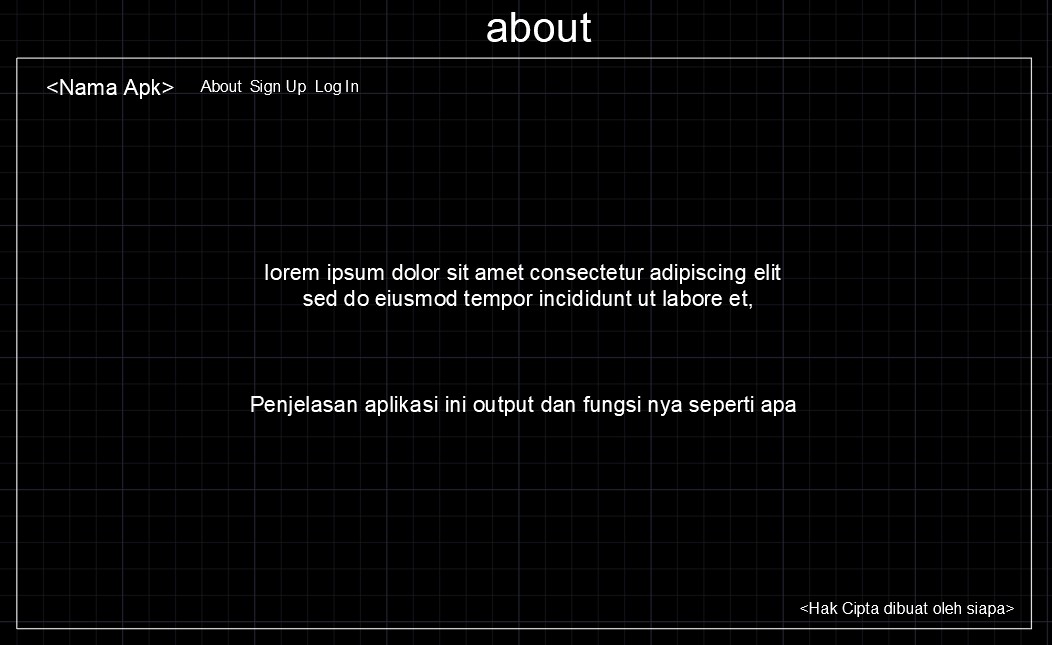 about
<Nama Apk> About Sign Up Log In
lorem ipsum dolor sit amet consectetur adipiscing elit
sed do eiusmod tempor incididunt ut labore et,
Penjelasan aplikasi ini output dan fungsi nya seperti apa
<Hak Cipta dibuat oleh siapa>